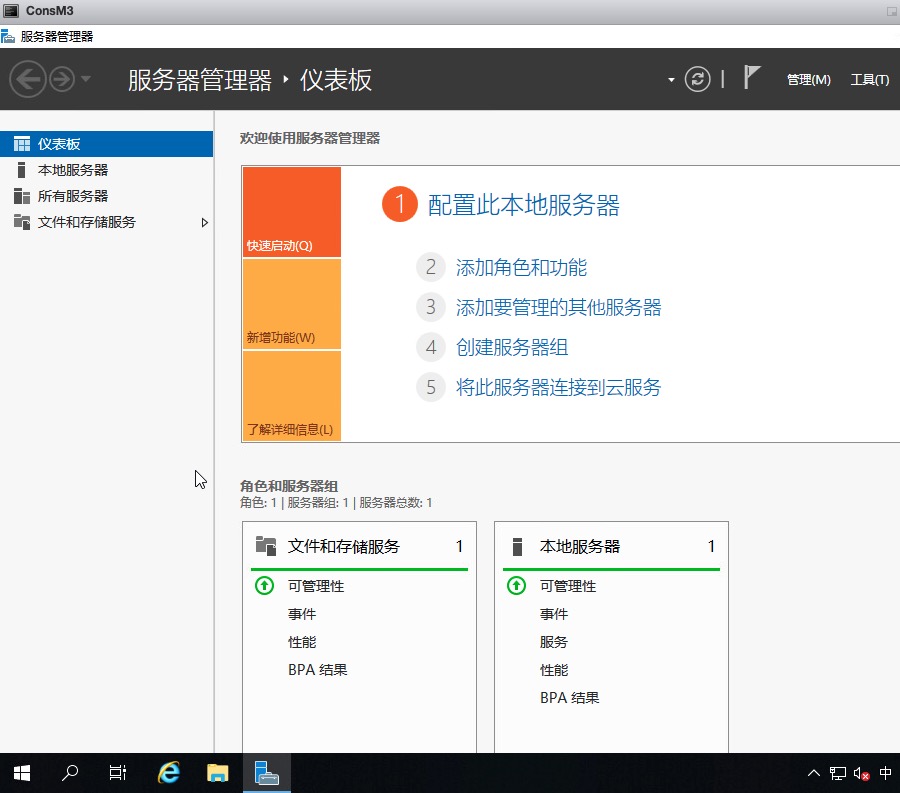 ConsM3
服务器管理器
服务器管理器 仪表板
管理(M) 工具(T)
仪表板
本地服务器
所有服务器
文件和存储服务
欢迎使用服务器管理器
快速启动(Q)
新增功能(W)
了解详细信息(L)
1 配置此本地服务器
2 添加角色和功能
3 添加要管理的其他服务器
4 创建服务器组
5 将此服务器连接到云服务
角色和服务器组
角色: 1 | 服务器组: 1 | 服务器总数: 1
文件和存储服务 1
可管理性
事件
性能
BPA 结果
本地服务器 1
可管理性
事件
服务
性能
BPA 结果
中